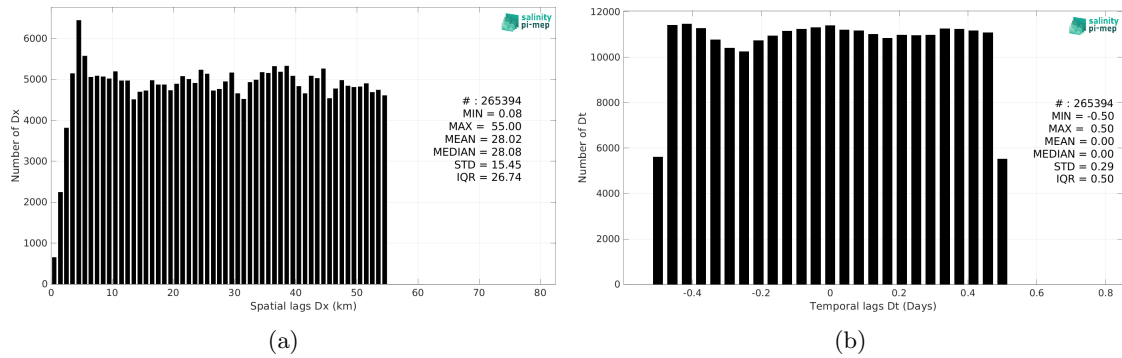 salinity
pi-mep
Number of Dx
7000
6000
5000
4000
3000
2000
1000
0
# : 265394
MIN = 0.08
MAX = 55.00
MEAN = 28.02
MEDIAN = 28.08
STD = 15.45
IQR = 26.74
0 10 20 30 40 50 60 70 80
Spatial lags Dx (km)
(a)
salinity
pi-mep
Number of Dt
12000
10000
8000
6000
4000
2000
0
# : 265394
MIN = -0.50
MAX = 0.50
MEAN = 0.00
MEDIAN = 0.00
STD = 0.29
IQR = 0.50
-0.4 -0.2 0 0.2 0.4 0.6 0.8
Temporal lags Dt (Days)
(b)